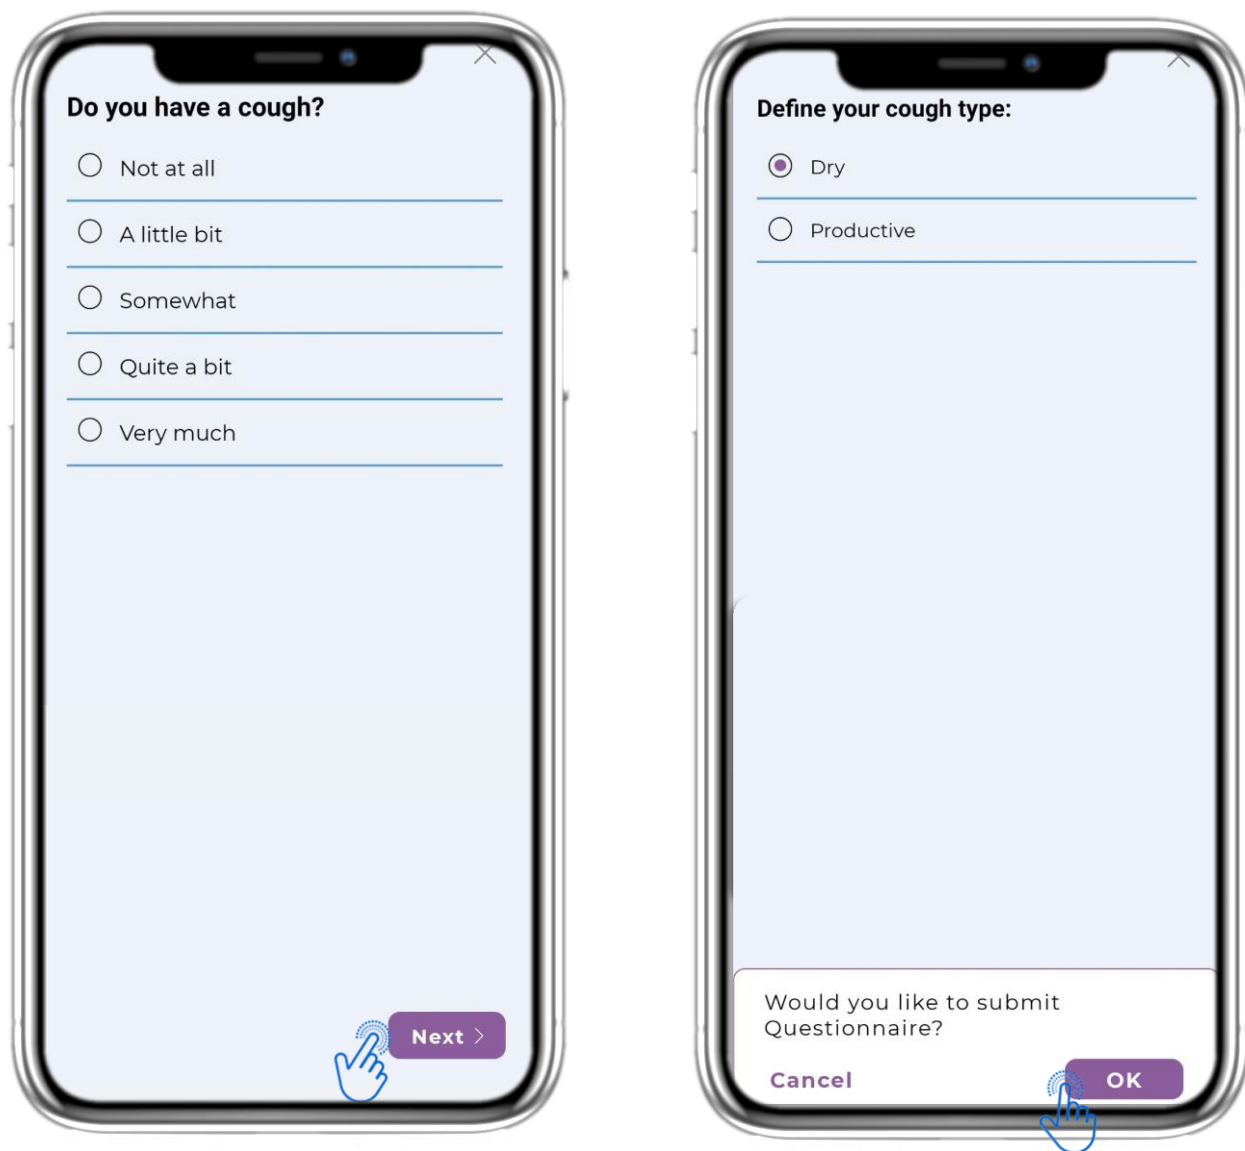 Do you have a cough?
Not at all
A little bit
Somewhat
Quite a bit
Very much
Next >
Define your cough type:
Dry
Productive
Would you like to submit
Questionnaire?
Cancel
OK